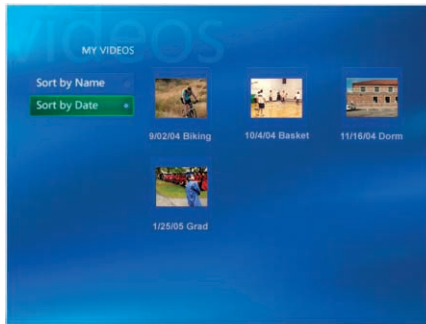 videos
MY VIDEOS
Sort by Name
Sort by Date
9/02/04 Biking
10/4/04 Basket
11/16/04 Dorm
1/25/05 Grad